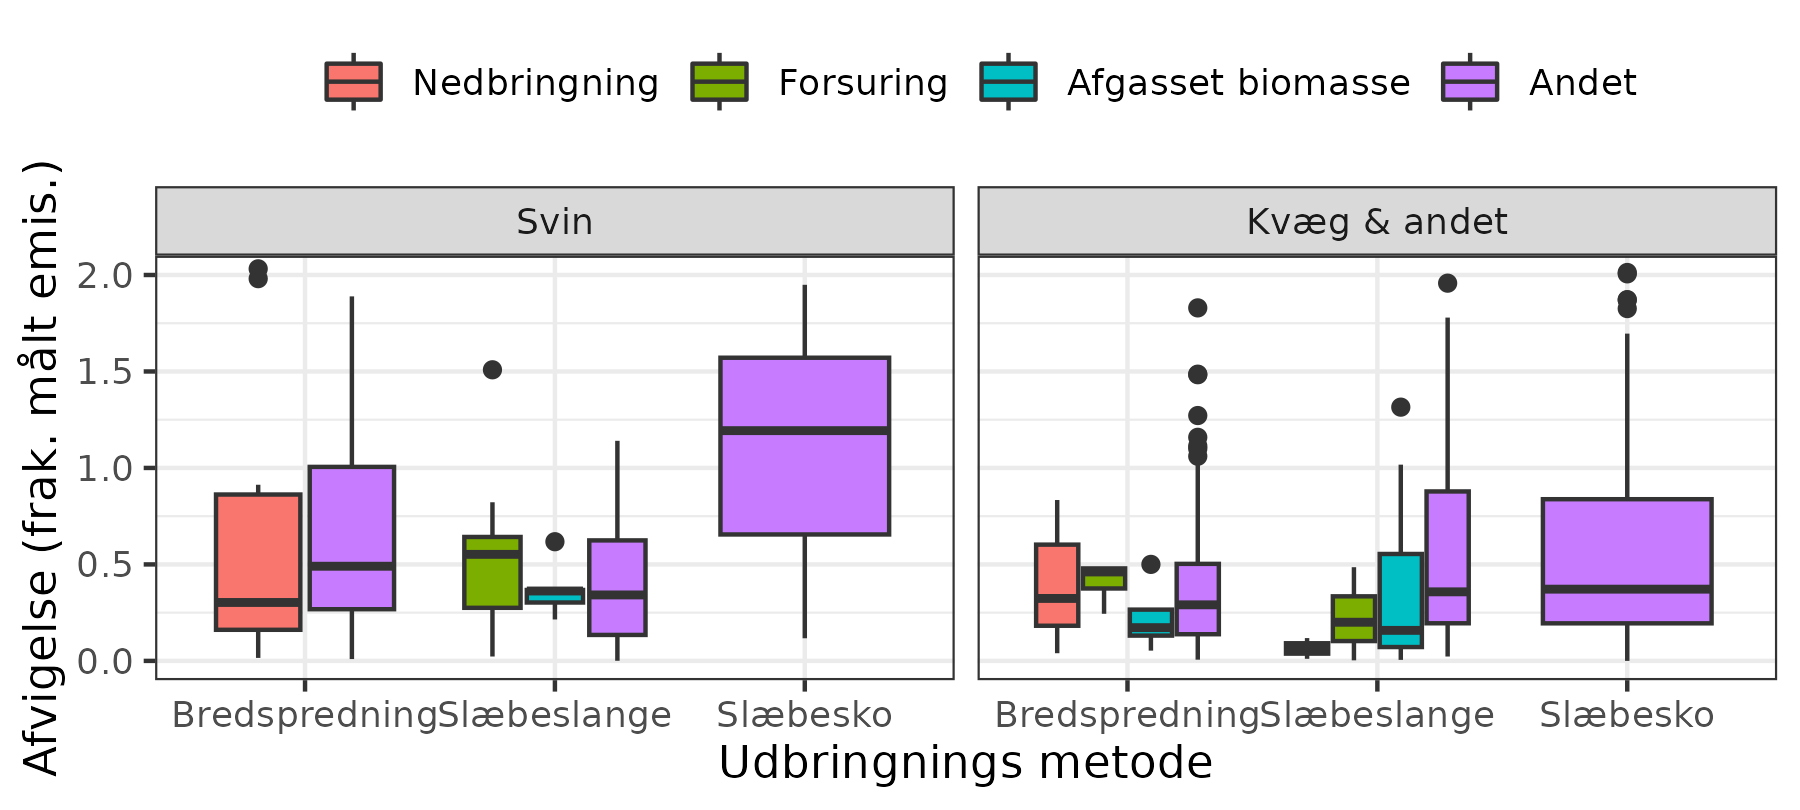 Nedbringning Forsuring Afgasset biomasse Andet
Afvigelse (frak. målt emis.)
Svin
Kvæg & andet
2.0
1.5
1.0
0.5
0.0
Bredspredning Slæbeslange Slæbesko
Bredspredning Slæbeslange Slæbesko
Udbringnings metode